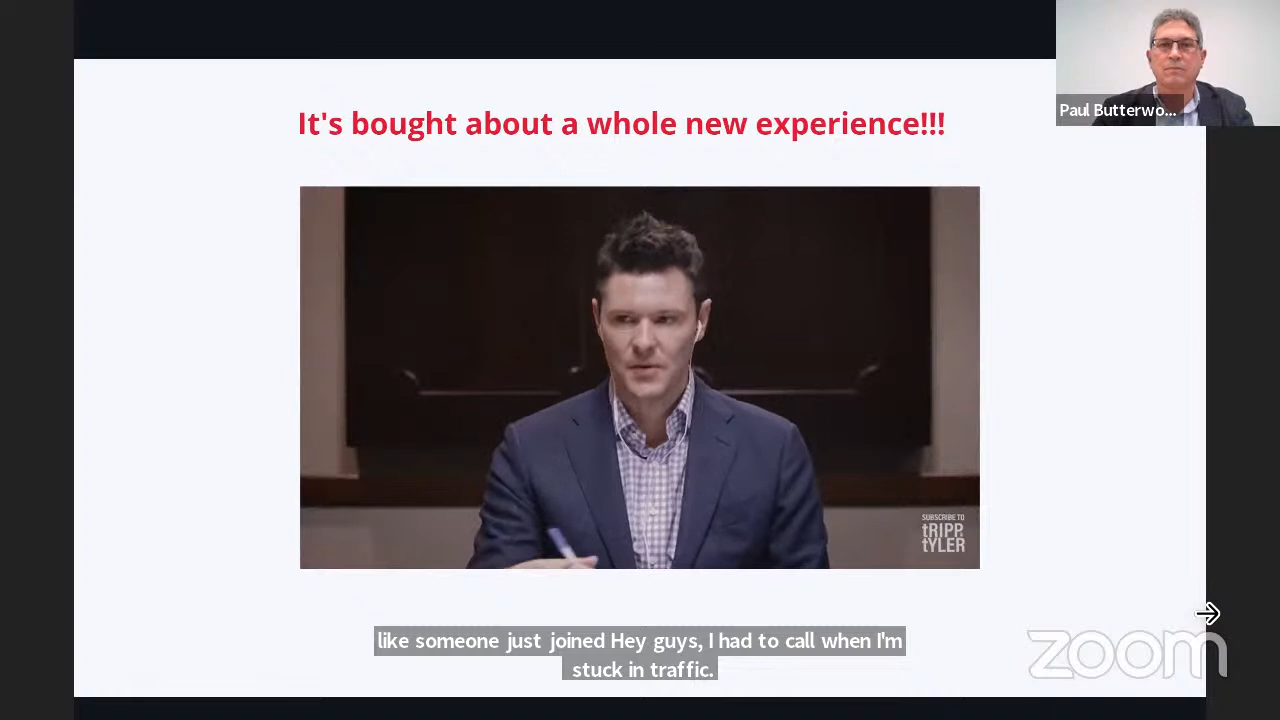 Paul Butterwo...
It's bought about a whole new experience!!!
SUBSCRIBE TO
tRIPP
tYLER
like someone just joined Hey guys, I had to call when I'm
stuck in traffic.
zoom